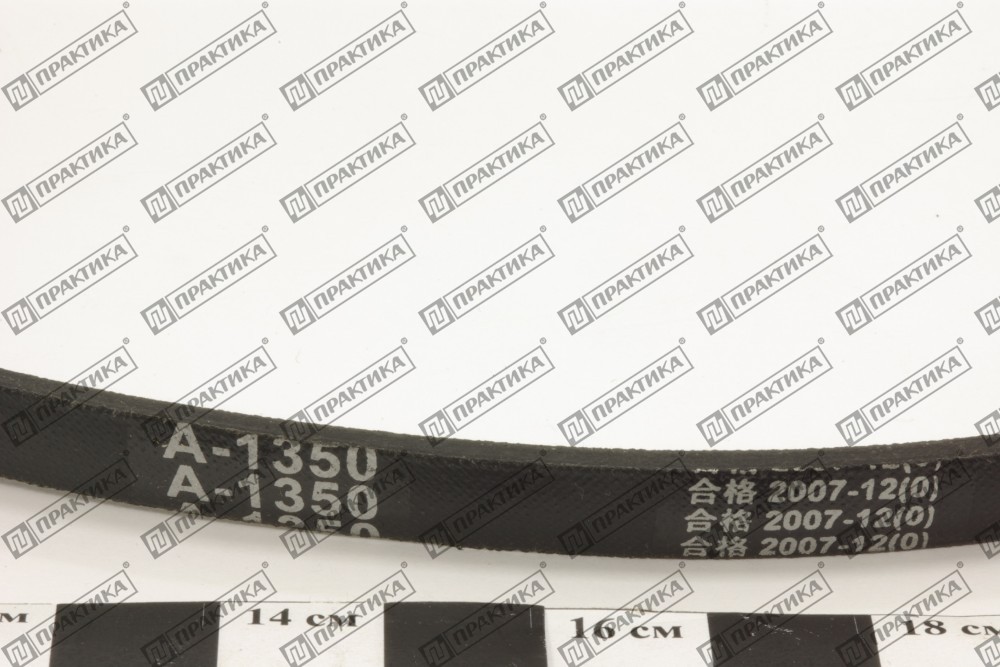 ПРАКТИКА®
A-1350
A-1350
A-1350
合格 2007-12(0)
合格 2007-12(0)
合格 2007-12(0)
14 см
16 см
18 см